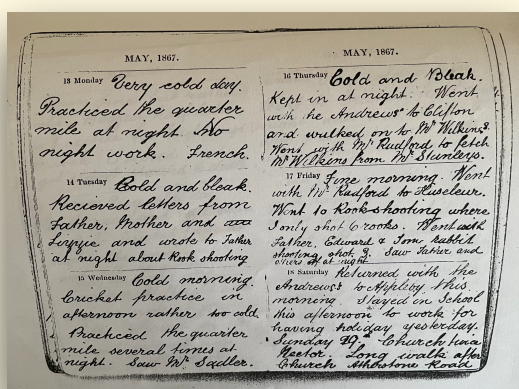 MAY, 1867.
13 Monday Very cold day.
Practiced the quarter
mile at night. No
night work. French.
14 Tuesday Cold and bleak.
Recieved letters from
Father, Mother and
Lizzie and wrote to Father
at night about Rook shooting
15 Wednesday Cold morning.
Cricket practice in
afternoon rather too cold.
Practiced the quarter
mile several times at
night. Saw Mr Sadler.
MAY, 1867.
16 Thursday Cold and Bleak.
Kept in at night. Went
with the Andrews to Clifton
and walked on to Mr Wilkins.
Went with Mr Rudford to fetch
Mr Wilkins from Mr Stanleys.
17 Friday Fine morning. Went
with Mr Rudford to
Went to Rook-shooting where
I only shot 6 rooks. Went with
Father, Edward & Tom rabbit
shooting shot 3. Saw Father and
others at night.
18 Saturday Returned with the
Andrews to Appleby this
morning. Stayed in School
this afternoon to work for
having holiday yesterday.
Sunday 19th Church
Rector. Long walk after
Church Atherstone Road